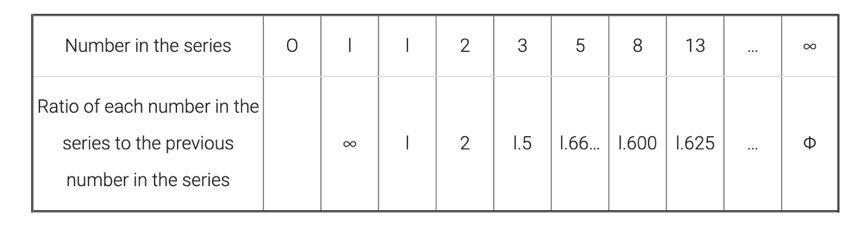 Number in the series O l l 2 3 5 8 13 ... ∞
Ratio of each number in the
series to the previous ∞ l 2 l.5 l.66... l.600 l.625 ... Φ
number in the series